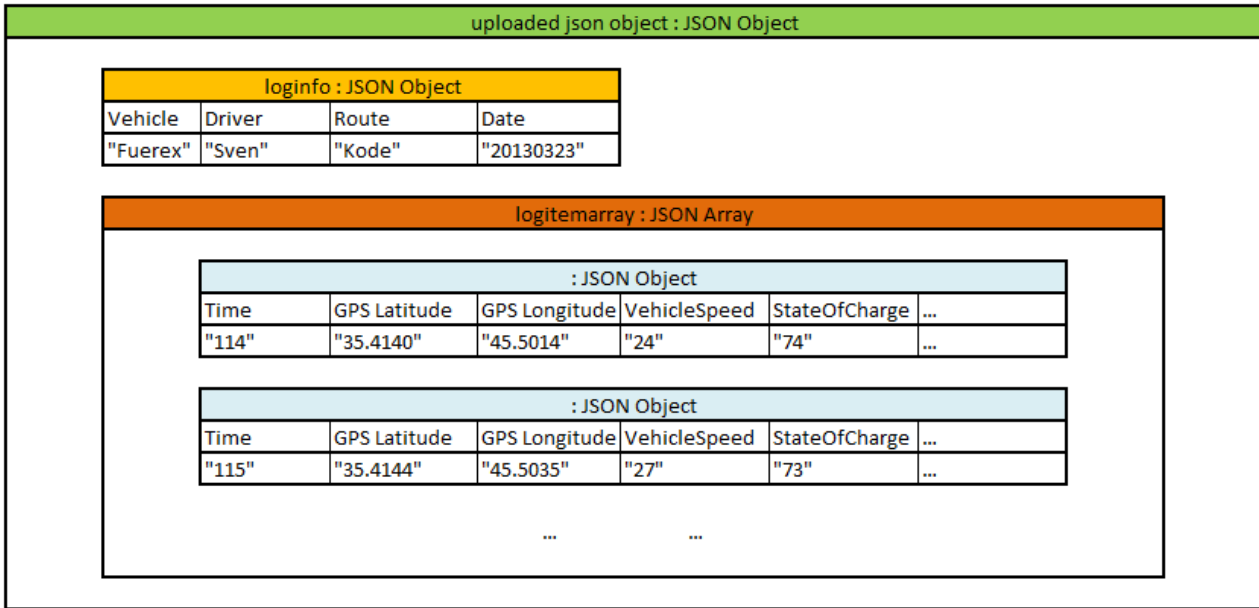 uploaded json object : JSON Object
loginfo : JSON Object
Vehicle Driver Route Date
"Fuerex" "Sven" "Kode" "20130323"
logitemarray : JSON Array
: JSON Object
Time GPS Latitude GPS Longitude VehicleSpeed StateOfCharge ...
"114" "35.4140" "45.5014" "24" "74" ...
: JSON Object
Time GPS Latitude GPS Longitude VehicleSpeed StateOfCharge ...
"115" "35.4144" "45.5035" "27" "73" ...
... ...